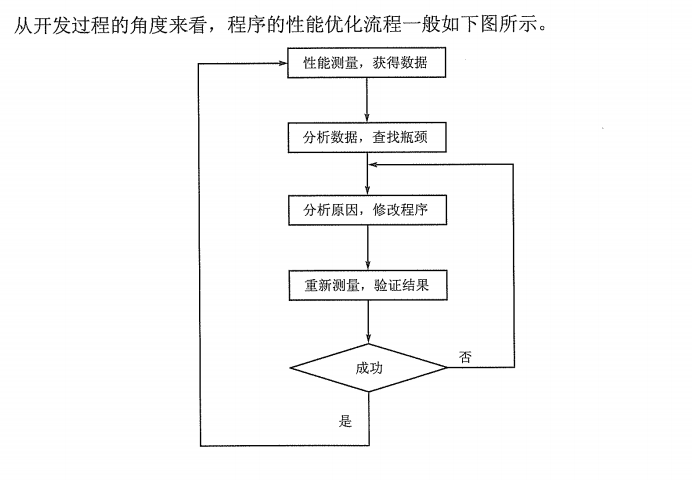 从开发过程的角度来看，程序的性能优化流程一般如下图所示。
性能测量，获得数据
分析数据，查找瓶颈
分析原因，修改程序
重新测量，验证结果
成功
否
是